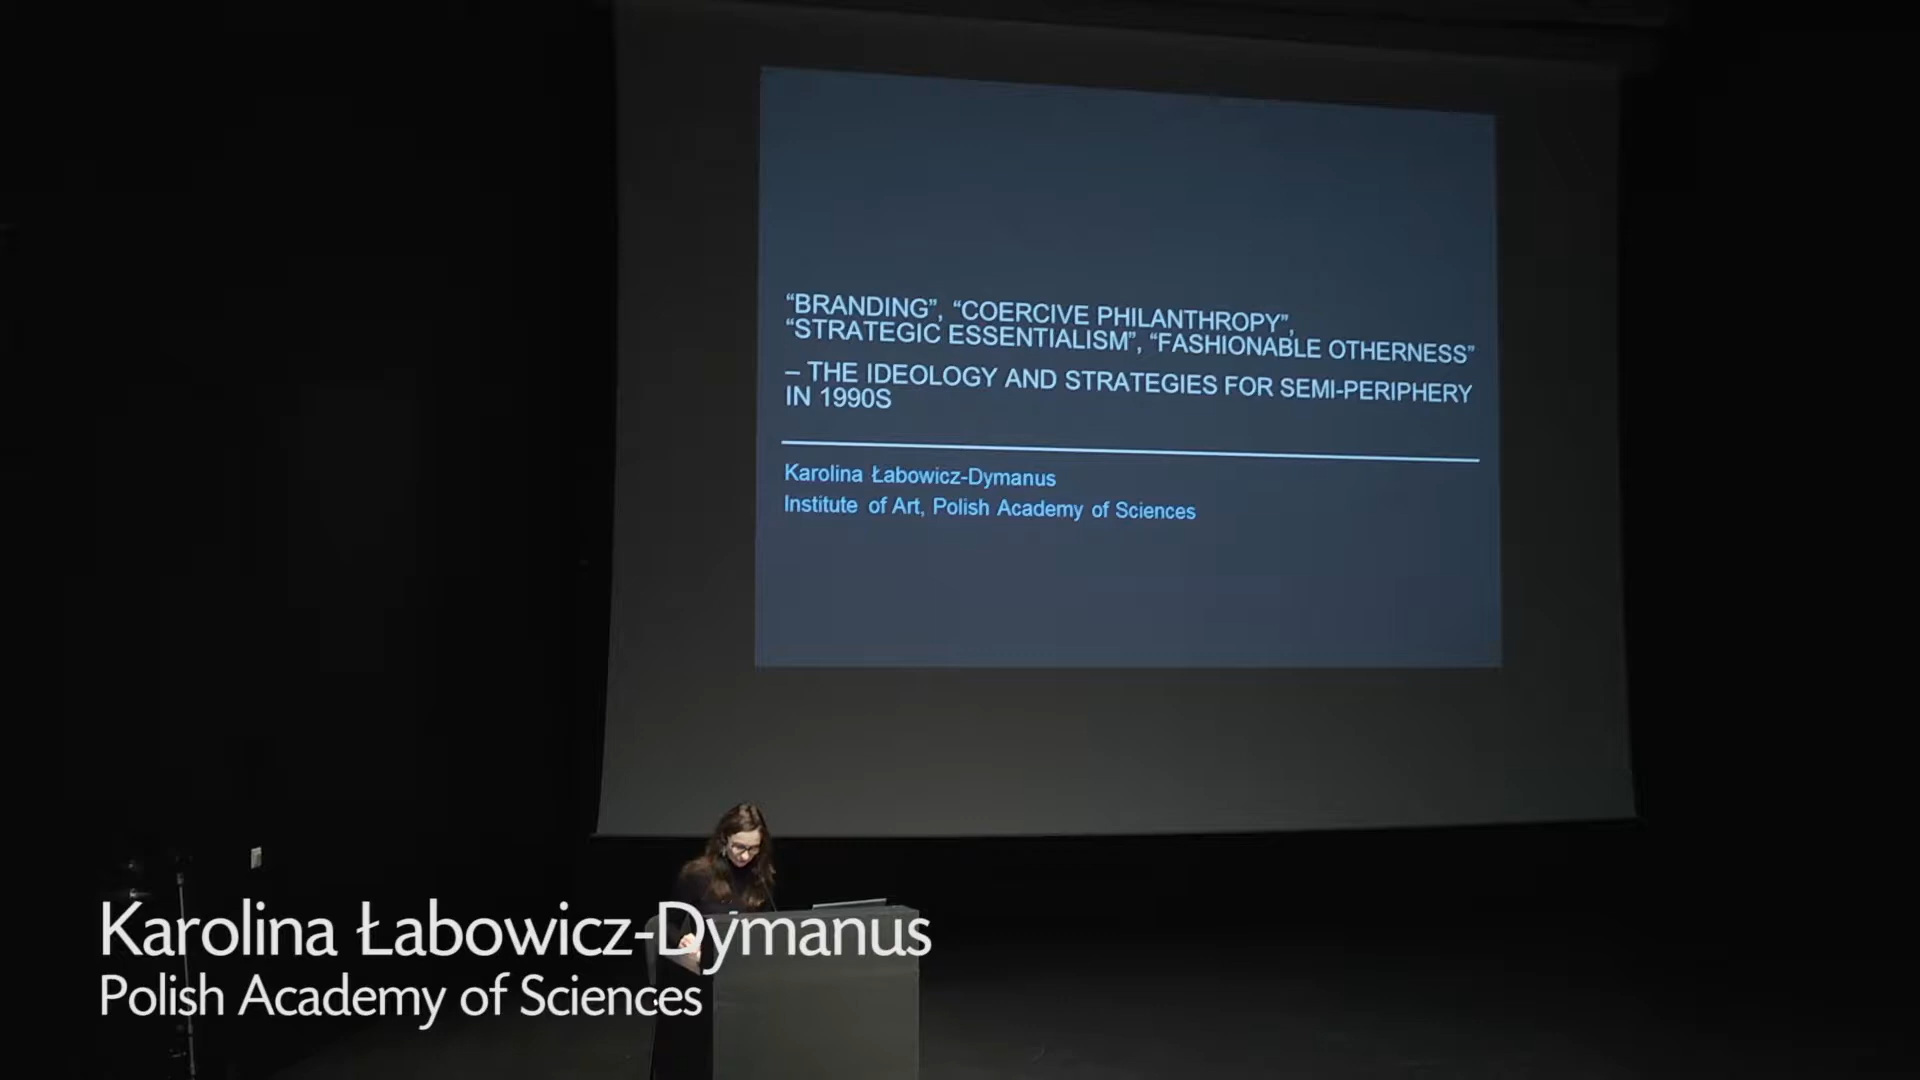 “BRANDING”, “COERCIVE PHILANTHROPY”,
“STRATEGIC ESSENTIALISM”, “FASHIONABLE OTHERNESS”
– THE IDEOLOGY AND STRATEGIES FOR SEMI-PERIPHERY
IN 1990S
Karolina Łabowicz-Dymanus
Institute of Art, Polish Academy of Sciences
Karolina Łabowicz-Dymanus
Polish Academy of Sciences